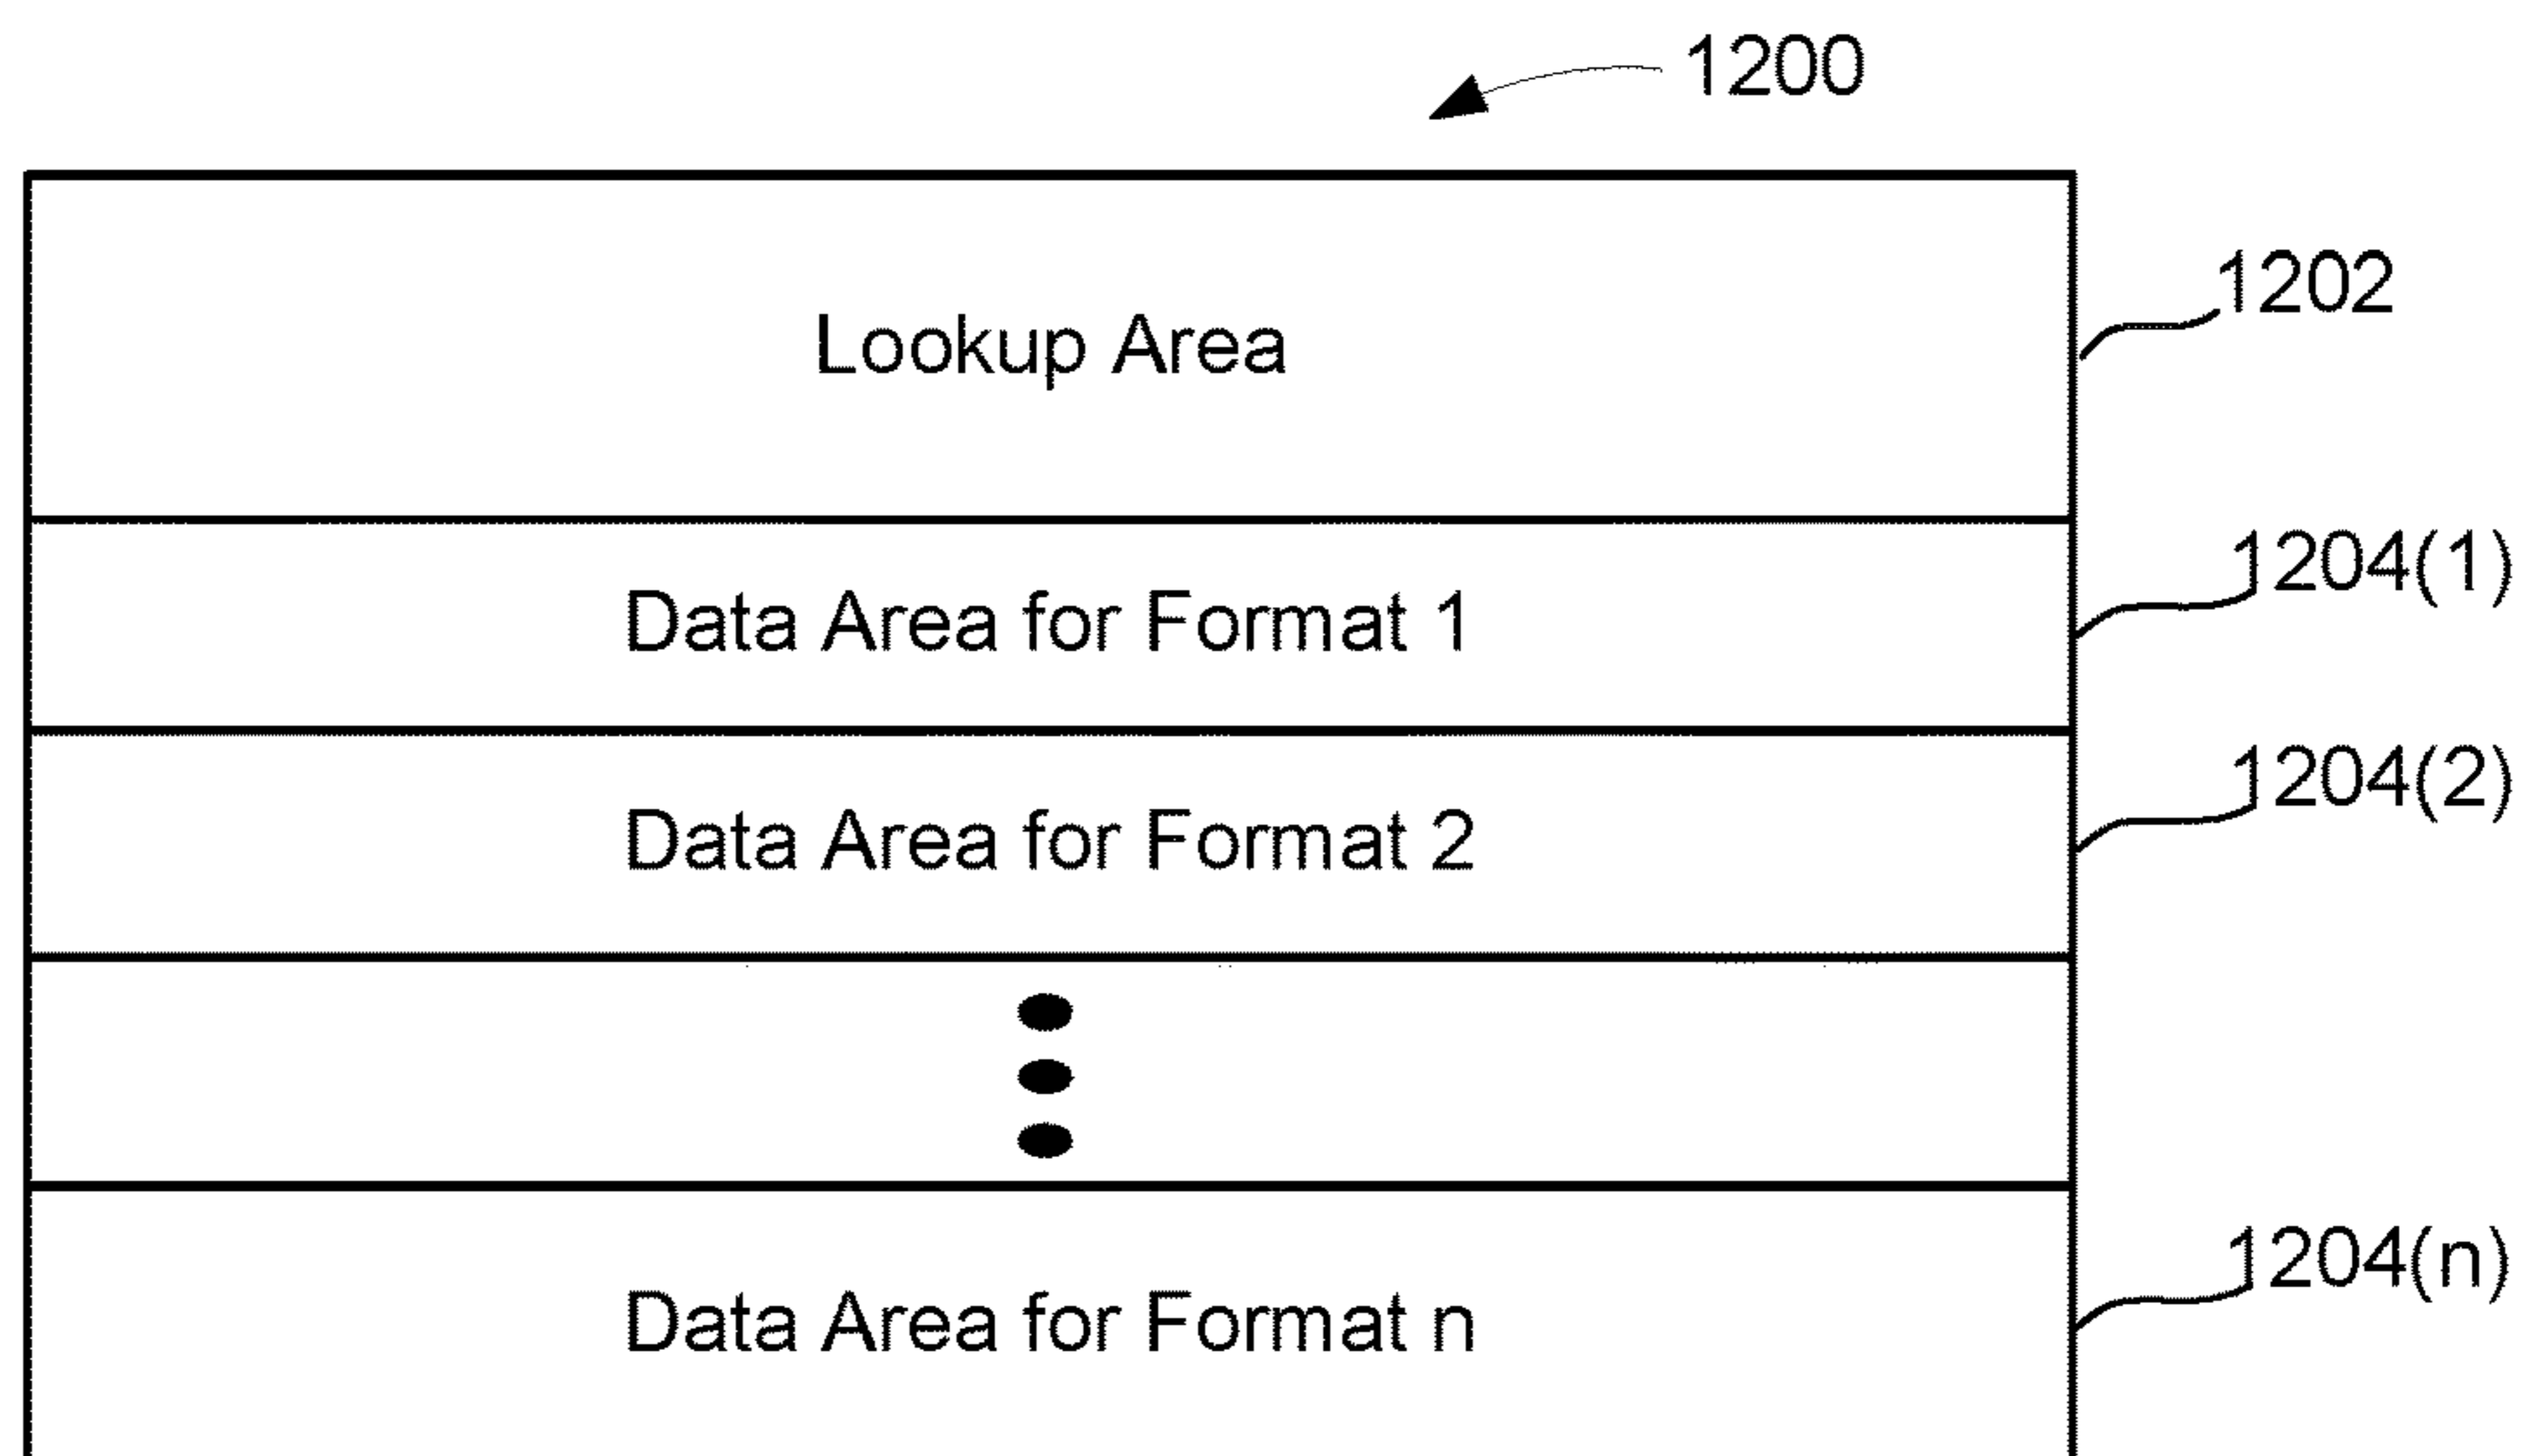 1200
Lookup Area
1202
Data Area for Format 1
1204(1)
Data Area for Format 2
1204(2)
Data Area for Format n
1204(n)